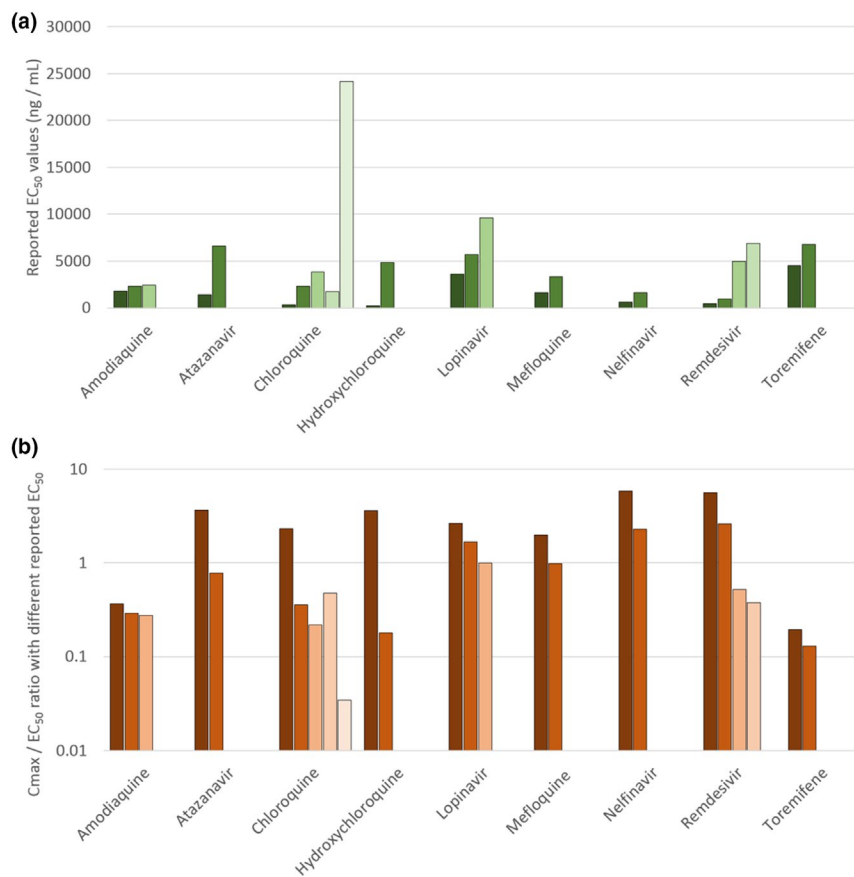 (a)
Reported EC50 values (ng / mL)
30000
25000
20000
15000
10000
5000
0
Amodiaquine
Atazanavir
Chloroquine
Hydroxychloroquine
Lopinavir
Mefloquine
Nelfinavir
Remdesivir
Toremifene
(b)
Cmax / EC50 ratio with different reported EC50
10
1
0.1
0.01
Amodiaquine
Atazanavir
Chloroquine
Hydroxychloroquine
Lopinavir
Mefloquine
Nelfinavir
Remdesivir
Toremifene